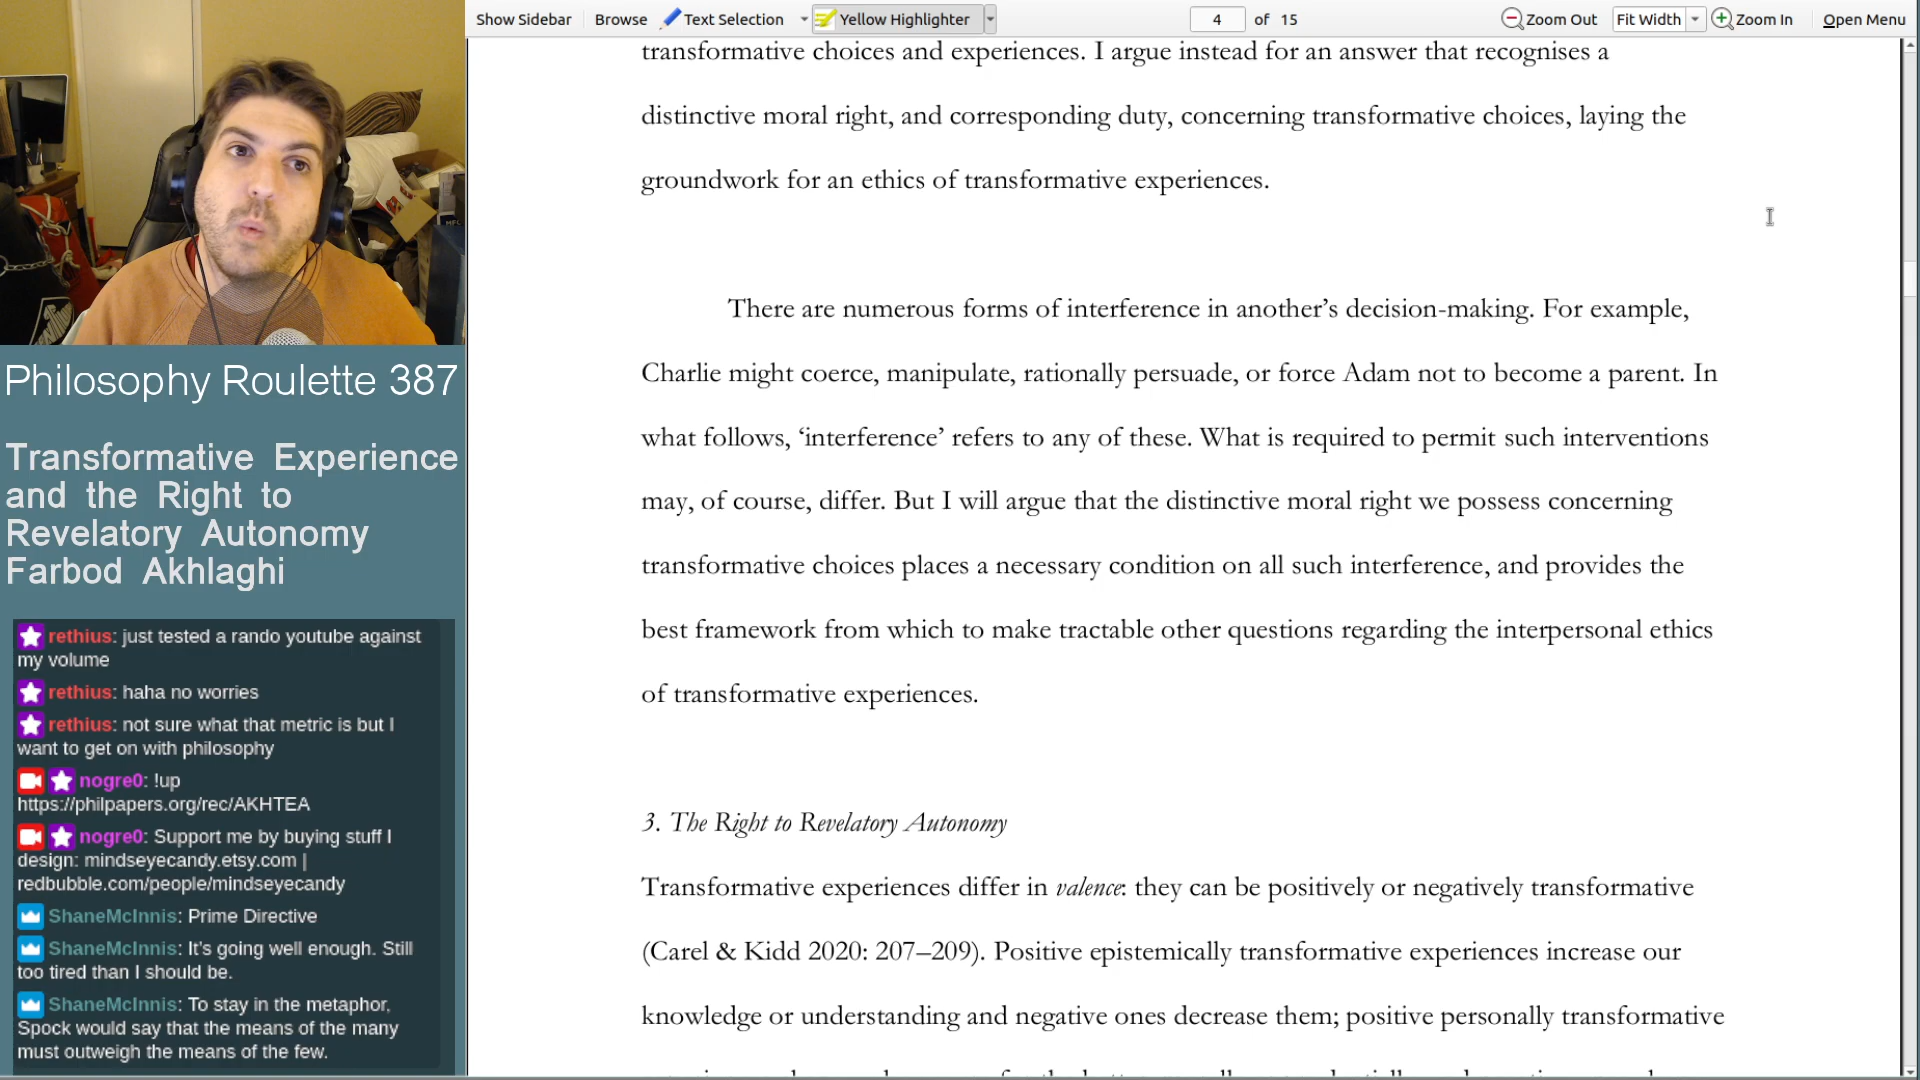 Show Sidebar Browse Text Selection Yellow Highlighter 4 of 15 Zoom Out Fit Width Zoom In Open Menu
transformative choices and experiences. I argue instead for an answer that recognises a
distinctive moral right, and corresponding duty, concerning transformative choices, laying the
groundwork for an ethics of transformative experiences.
There are numerous forms of interference in another’s decision-making. For example,
Charlie might coerce, manipulate, rationally persuade, or force Adam not to become a parent. In
what follows, ‘interference’ refers to any of these. What is required to permit such interventions
may, of course, differ. But I will argue that the distinctive moral right we possess concerning
transformative choices places a necessary condition on all such interference, and provides the
best framework from which to make tractable other questions regarding the interpersonal ethics
of transformative experiences.
3. The Right to Revelatory Autonomy
Transformative experiences differ in valence: they can be positively or negatively transformative
(Carel & Kidd 2020: 207–209). Positive epistemically transformative experiences increase our
knowledge or understanding and negative ones decrease them; positive personally transformative
Philosophy Roulette 387
Transformative Experience
and the Right to
Revelatory Autonomy
Farbod Akhlaghi
rethius: just tested a rando youtube against
my volume
rethius: haha no worries
rethius: not sure what that metric is but I
want to get on with philosophy
nogre0: !up
https://philpapers.org/rec/AKHTEA
nogre0: Support me by buying stuff I
design: mindseyecandy.etsy.com |
redbubble.com/people/mindseyecandy
ShaneMcInnis: Prime Directive
ShaneMcInnis: It's going well enough. Still
too tired than I should be.
ShaneMcInnis: To stay in the metaphor,
Spock would say that the means of the many
must outweigh the means of the few.